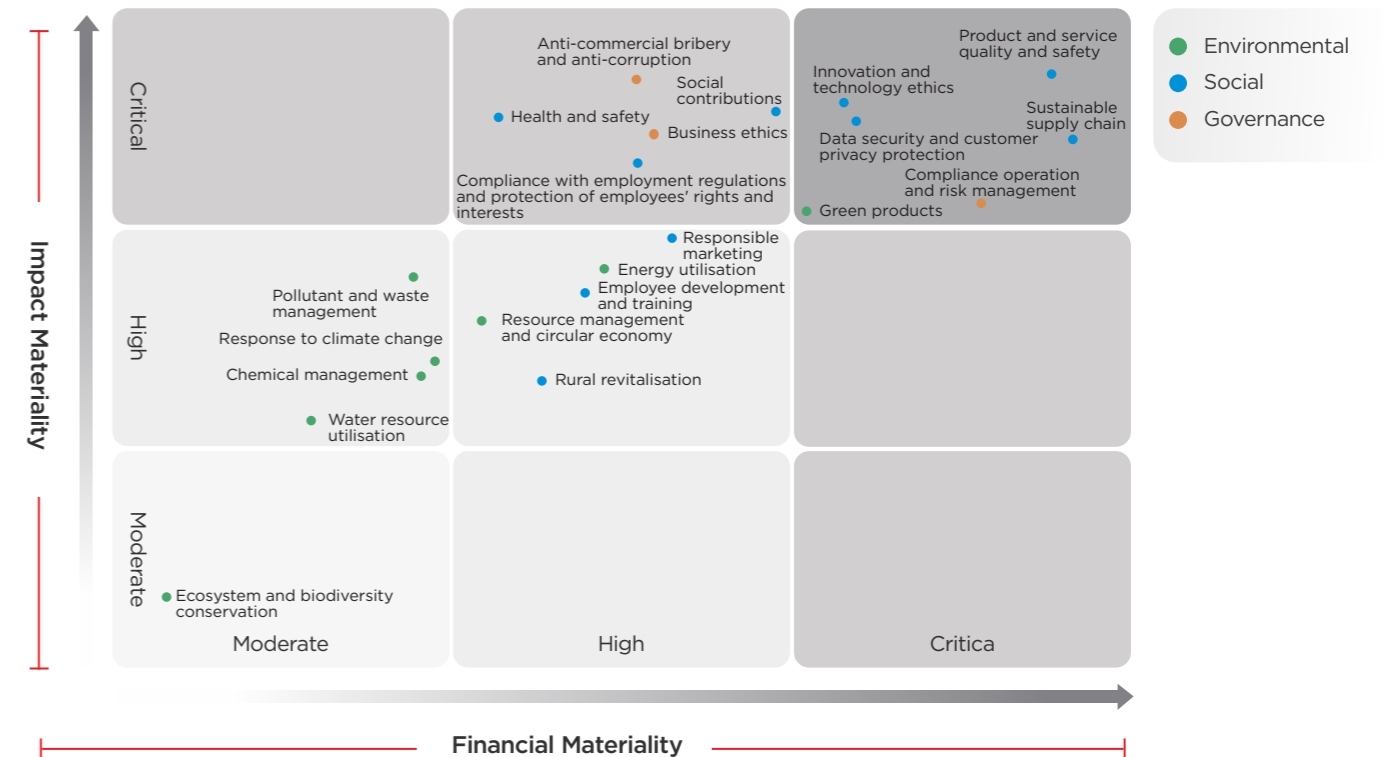 Impact Materiality
Critical
Anti-commercial bribery
and anti-corruption
Social
contributions
Health and safety
Business ethics
Compliance with employment regulations
and protection of employees' rights and
interests
Product and service
quality and safety
Innovation and
technology ethics
Sustainable
supply chain
Data security and customer
privacy protection
Compliance operation
and risk management
Green products
High
Pollutant and waste
management
Response to climate change
Chemical management
Water resource
utilisation
Responsible
marketing
Energy utilisation
Employee development
and training
Resource management
and circular economy
Rural revitalisation
Moderate
Ecosystem and biodiversity
conservation
Moderate
High
Critica
Financial Materiality
Environmental
Social
Governance